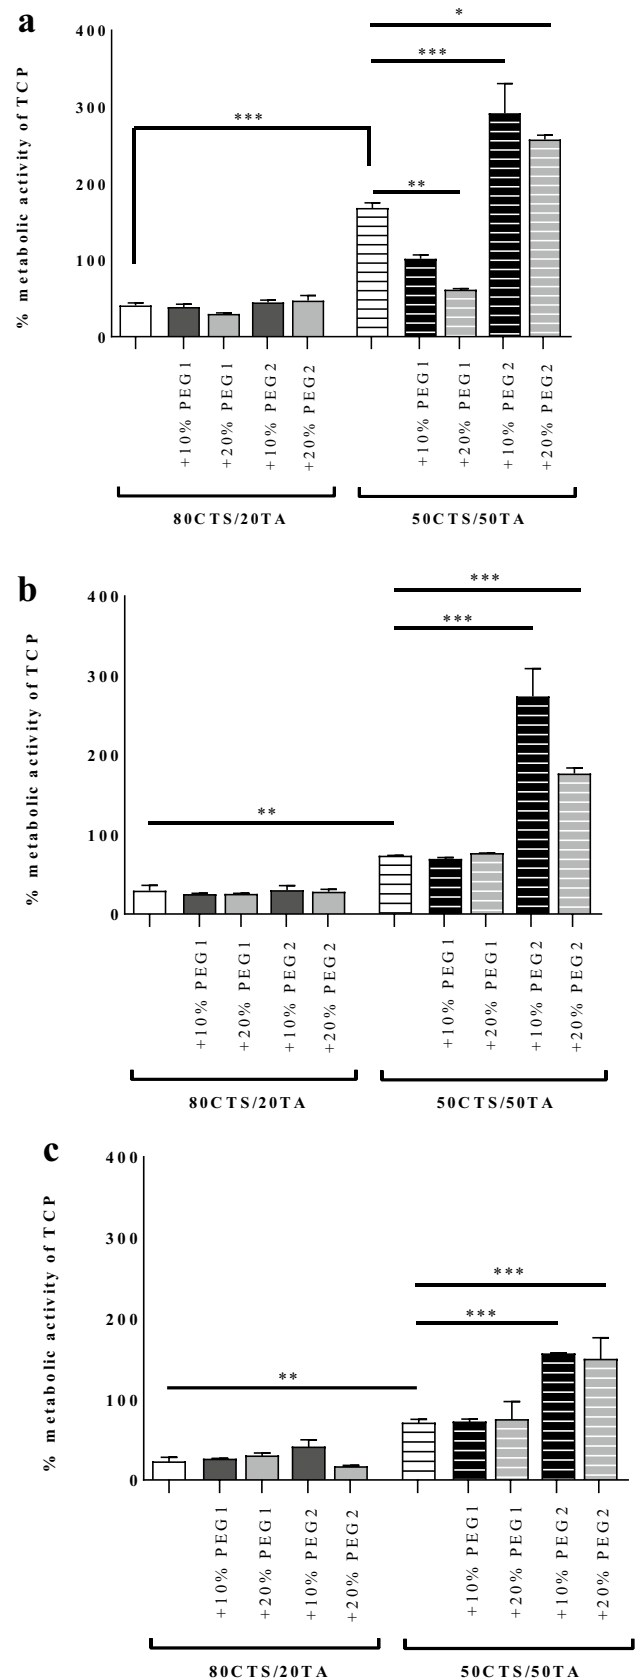 a
% metabolic activity of TCP
400
300
200
100
0
*
***
***
**
+10% PEG1
+20% PEG1
+10% PEG2
+20% PEG2
+10% PEG1
+20% PEG1
+10% PEG2
+20% PEG2
80CTS/20TA
50CTS/50TA
b
% metabolic activity of TCP
400
300
200
100
0
***
***
**
+10% PEG1
+20% PEG1
+10% PEG2
+20% PEG2
+10% PEG1
+20% PEG1
+10% PEG2
+20% PEG2
80CTS/20TA
50CTS/50TA
c
% metabolic activity of TCP
400
300
200
100
0
***
***
**
+10% PEG1
+20% PEG1
+10% PEG2
+20% PEG2
+10% PEG1
+20% PEG1
+10% PEG2
+20% PEG2
80CTS/20TA
50CTS/50TA